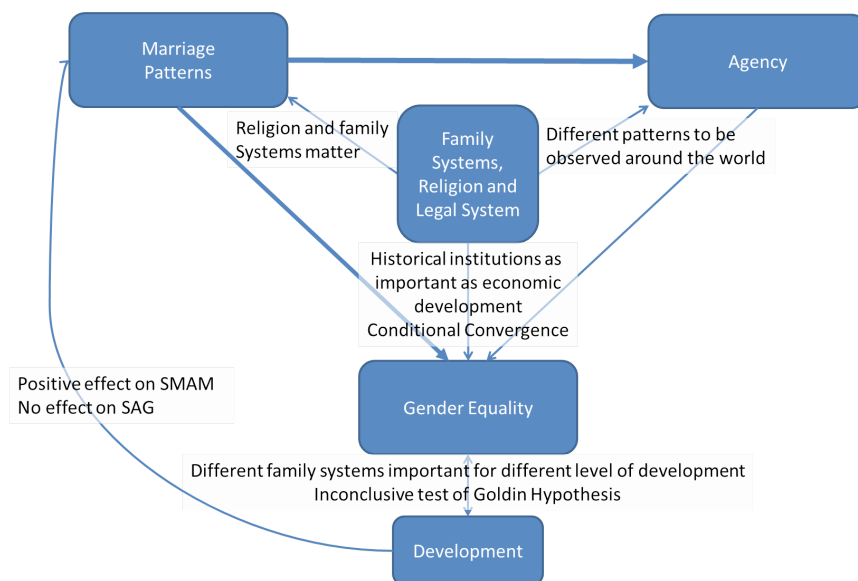 Marriage
Patterns
Agency
Religion and family
Systems matter
Family
Systems,
Religion and
Legal System
Different patterns to be
observed around the world
Historical institutions as
important as economic
development
Conditional Convergence
Positive effect on SMAM
No effect on SAG
Gender Equality
Different family systems important for different level of development
Inconclusive test of Goldin Hypothesis
Development